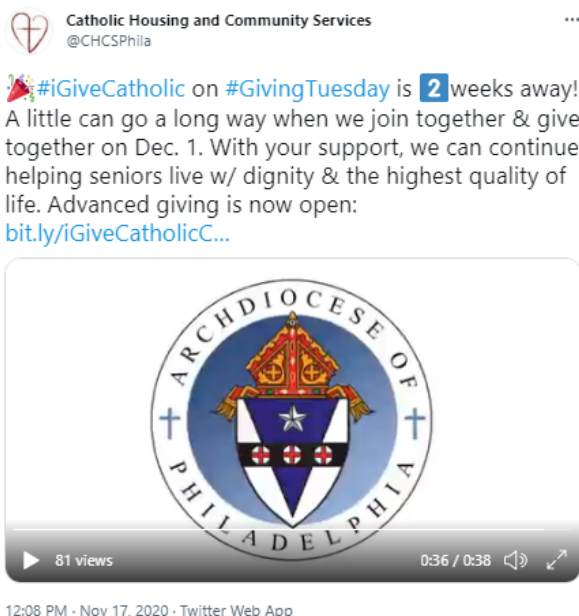 Catholic Housing and Community Services
@CHCSPhila
#iGiveCatholic on #GivingTuesday is 2 weeks away!
A little can go a long way when we join together & give
together on Dec. 1. With your support, we can continue
helping seniors live w/ dignity & the highest quality of
life. Advanced giving is now open:
bit.ly/iGiveCatholicC...
ARCHDIOCESE OF
PHILADELPHIA
81 views
0:36 / 0:38
12:08 PM · Nov 17, 2020 · Twitter Web App